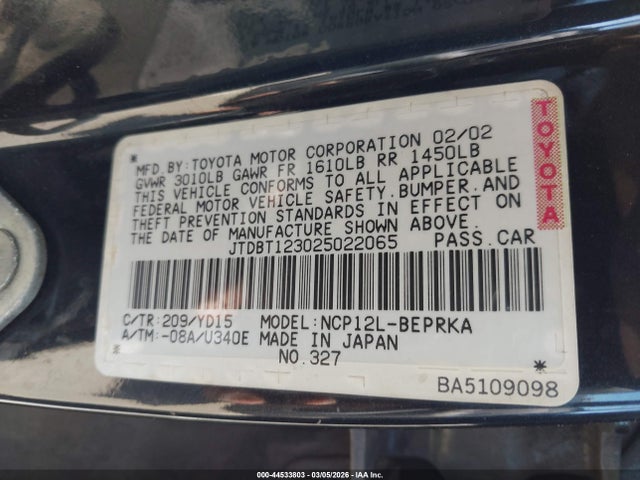 MFD.BY:TOYOTA MOTOR CORPORATION 02/02
GVWR 3010LB GAWR FR 1610LB RR 1450LB
THIS VEHICLE CONFORMS TO ALL APPLICABLE
FEDERAL MOTOR VEHICLE SAFETY.BUMPER.AND
THEFT PREVENTION STANDARDS IN EFFECT ON
THE DATE OF MANUFACTURE SHOWN ABOVE.
JTDBT123025022065 PASS.CAR
C/TR:209/YD15 MODEL:NCP12L-BEPRKA
A/TM:-08A/U340E MADE IN JAPAN
NO.327
BA5109098
TOYOTA
000-44533803 | 03/05/2026 | IAA Inc.